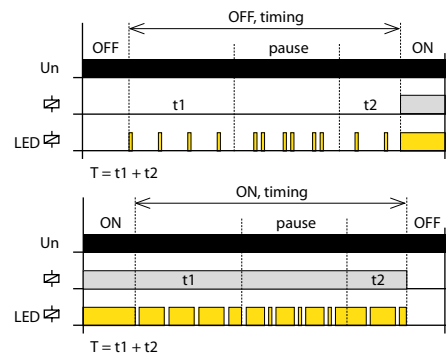 OFF, timing
OFF pause ON
Un
t1 t2
LED
T = t1 + t2
ON, timing
ON pause OFF
Un
t1 t2
LED
T = t1 + t2